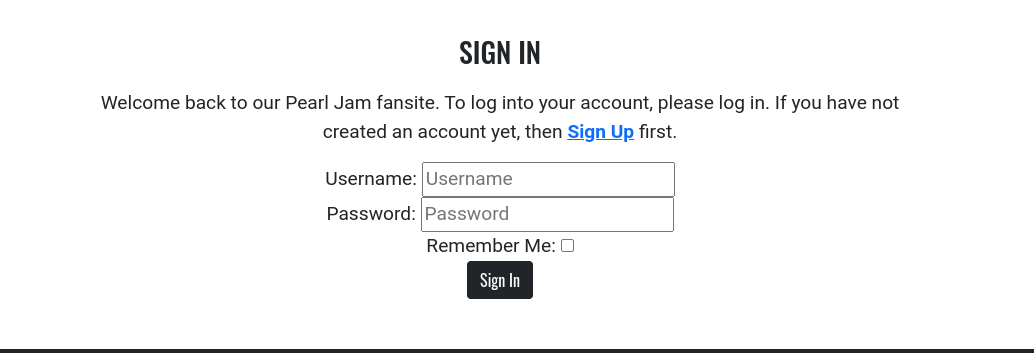 SIGN IN
Welcome back to our Pearl Jam fansite. To log into your account, please log in. If you have not
created an account yet, then Sign Up first.
Username: Username
Password: Password
Remember Me:
Sign In